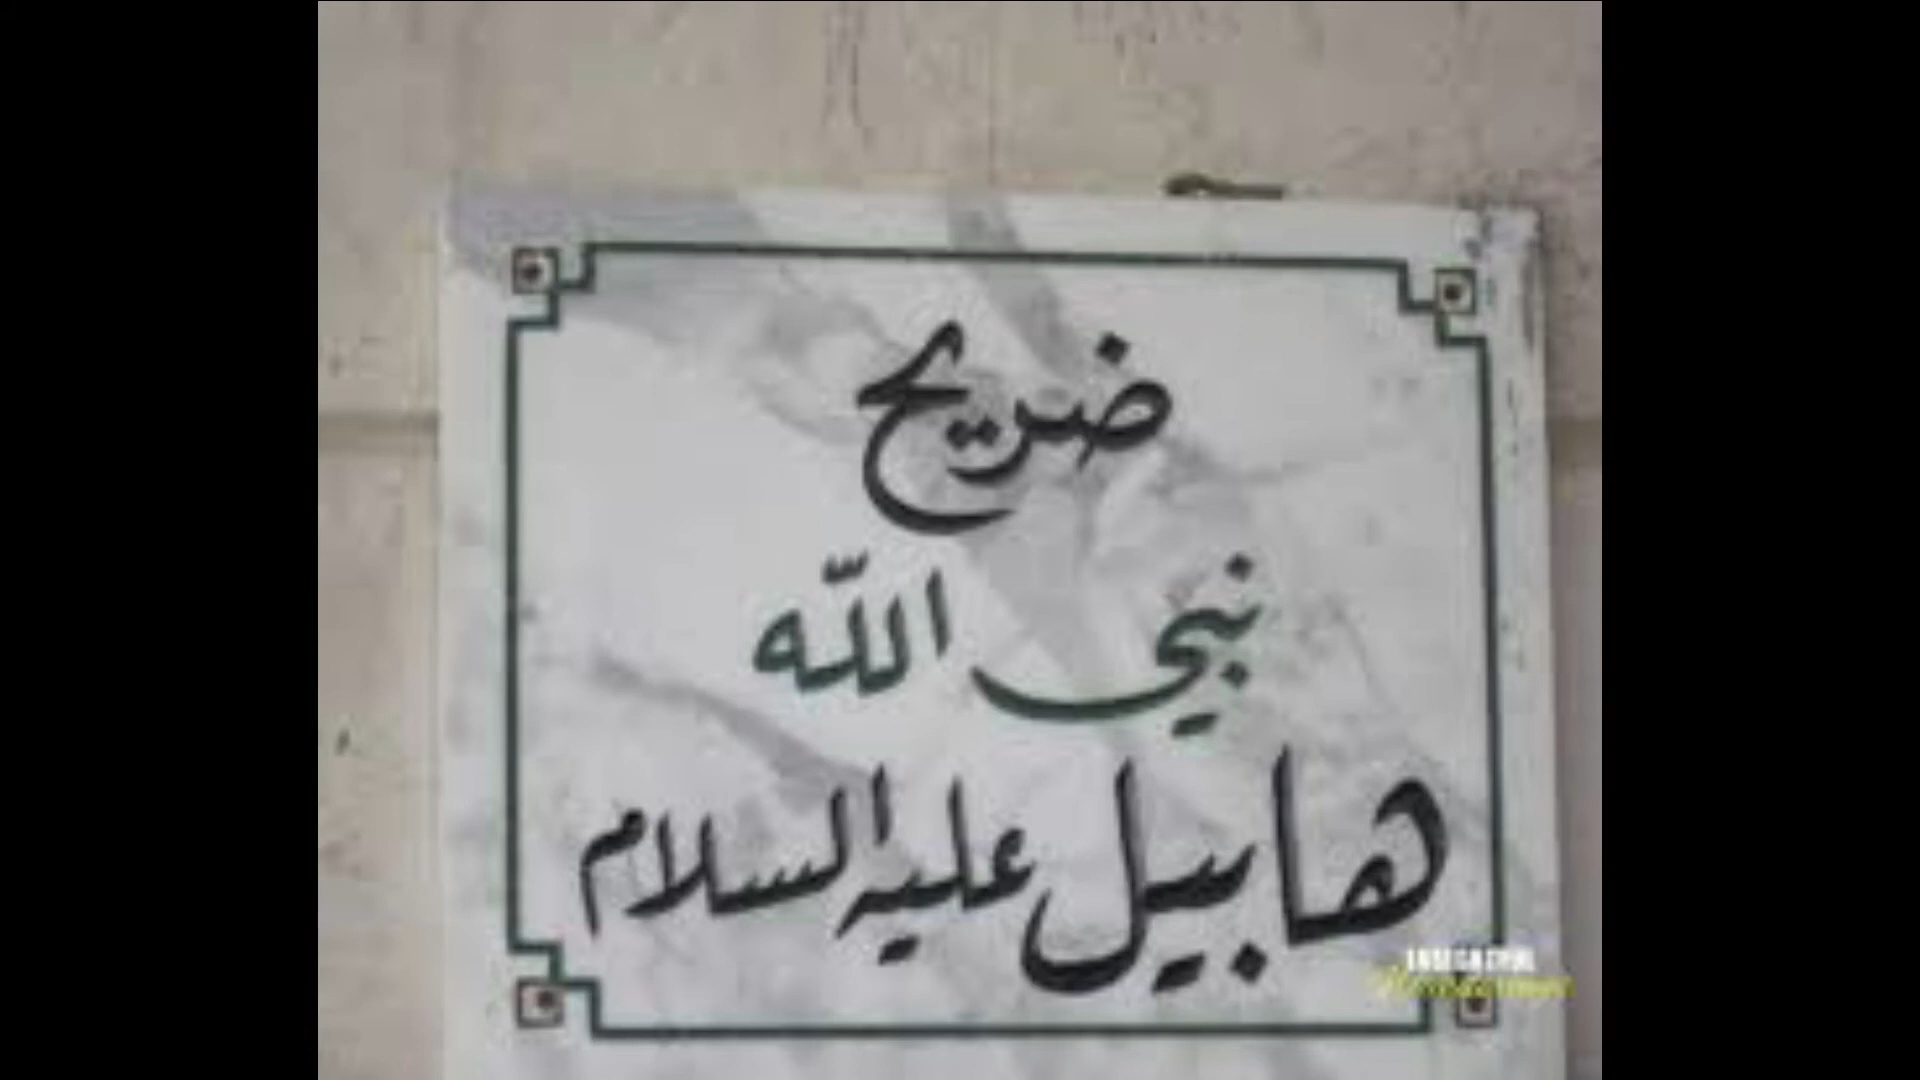 ضريح
نبي الله
هابيل عليه السلام